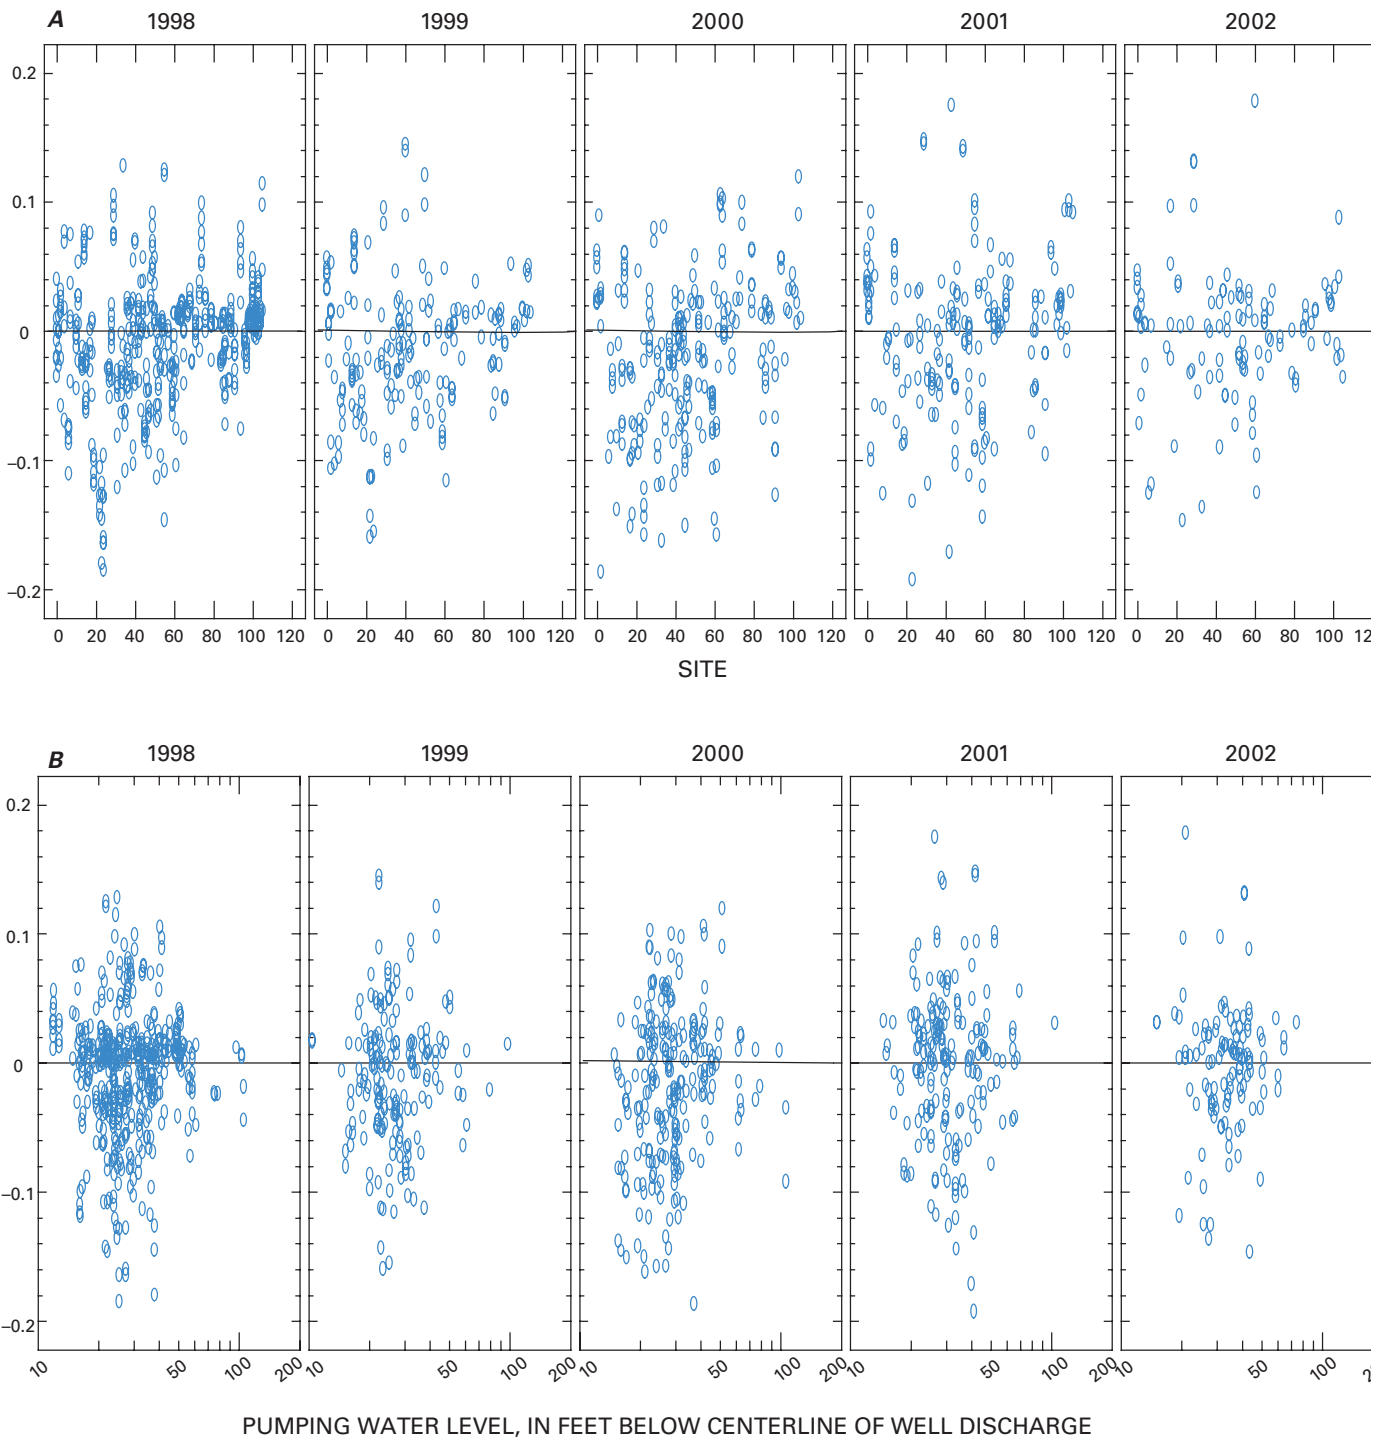 A 1998 1999 2000 2001 2002
0.2
0.1
0
−0.1
−0.2
0 20 40 60 80 100 120 0 20 40 60 80 100 120 0 20 40 60 80 100 120 0 20 40 60 80 100 120 0 20 40 60 80 100 12
SITE
B 1998 1999 2000 2001 2002
0.2
0.1
0
−0.1
−0.2
10 50 100 200 10 50 100 200 10 50 100 200 10 50 100 200 10 50 100 2
PUMPING WATER LEVEL, IN FEET BELOW CENTERLINE OF WELL DISCHARGE